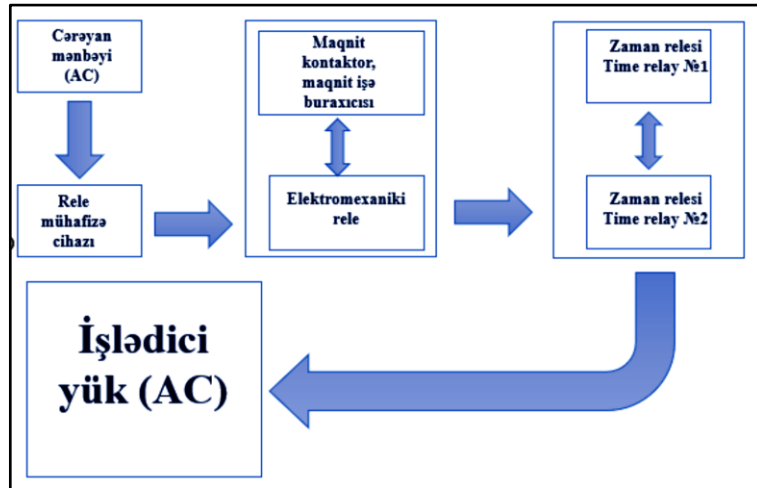 Cərəyan
mənbəyi
(AC)
Rele
mühafizə
cihazı
Maqnit
kontaktor,
maqnit işə
buraxıcısı
Elektromexaniki
rele
Zaman relesi
Time relay №1
Zaman relesi
Time relay №2
İşlədici
yük (AC)